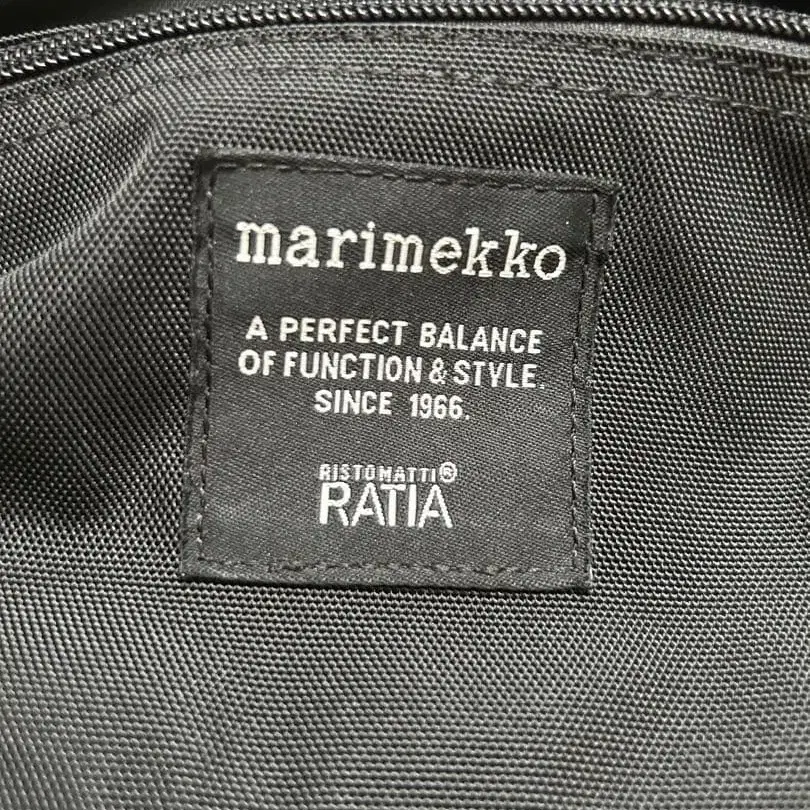 marimekko
A PERFECT BALANCE
OF FUNCTION & STYLE.
SINCE 1966.
RISTOMATTI®
RATIA